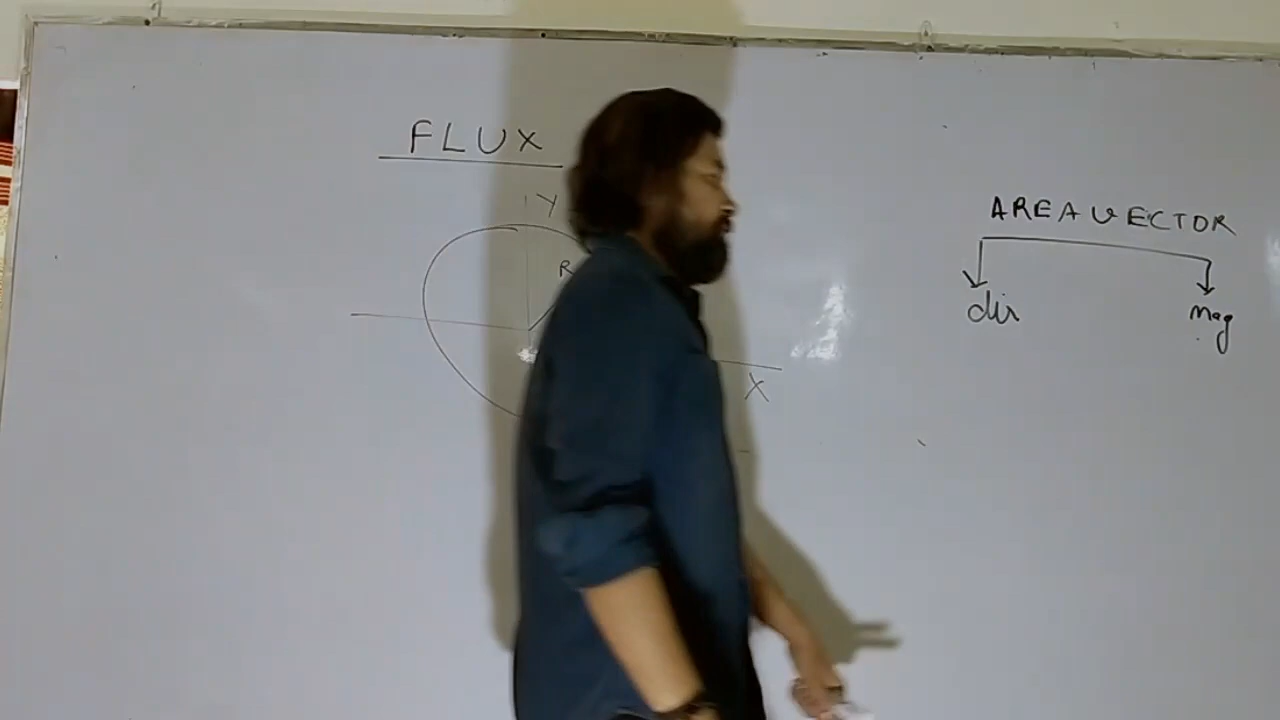 FLUX
Y
R
X
AREA VECTOR
dir
mag